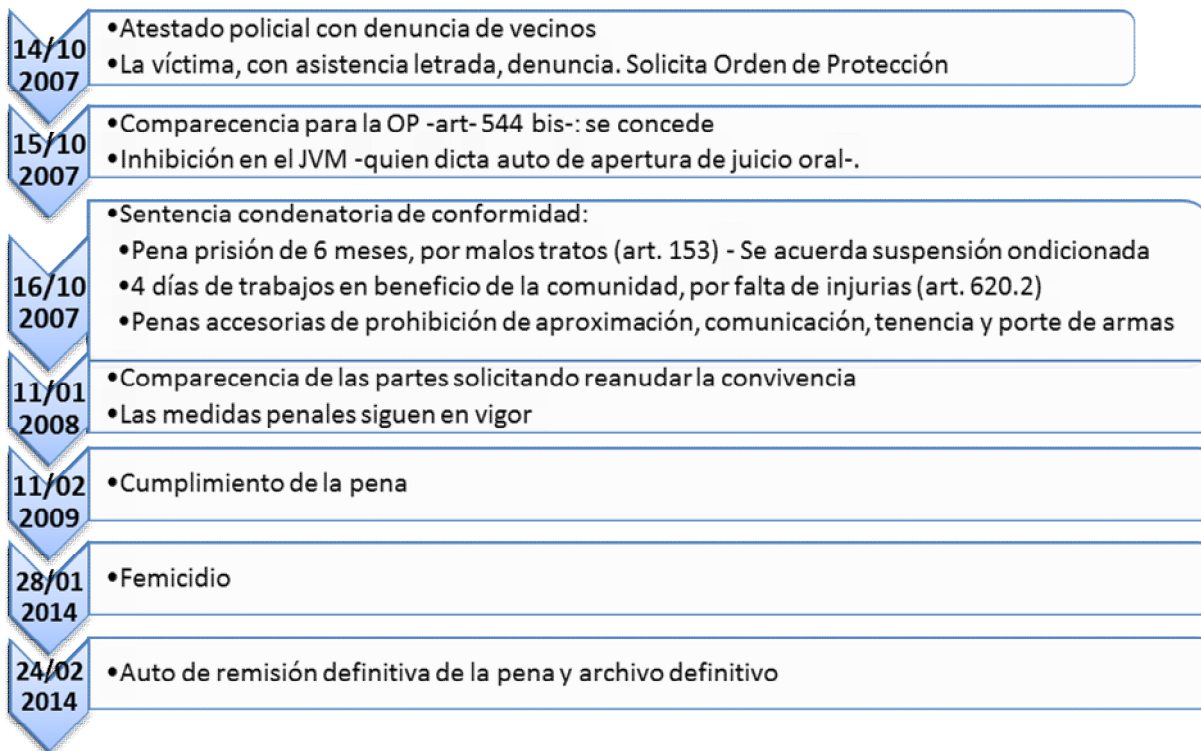 14/10
2007
•Atestado policial con denuncia de vecinos
•La víctima, con asistencia letrada, denuncia. Solicita Orden de Protección
15/10
2007
•Comparecencia para la OP -art- 544 bis-: se concede
•Inhibición en el JVM -quien dicta auto de apertura de juicio oral-.
16/10
2007
•Sentencia condenatoria de conformidad:
•Pena prisión de 6 meses, por malos tratos (art. 153) - Se acuerda suspensión ondicionada
•4 días de trabajos en beneficio de la comunidad, por falta de injurias (art. 620.2)
•Penas accesorias de prohibición de aproximación, comunicación, tenencia y porte de armas
11/01
2008
•Comparecencia de las partes solicitando reanudar la convivencia
•Las medidas penales siguen en vigor
11/02
2009
•Cumplimiento de la pena
28/01
2014
•Femicidio
24/02
2014
•Auto de remisión definitiva de la pena y archivo definitivo